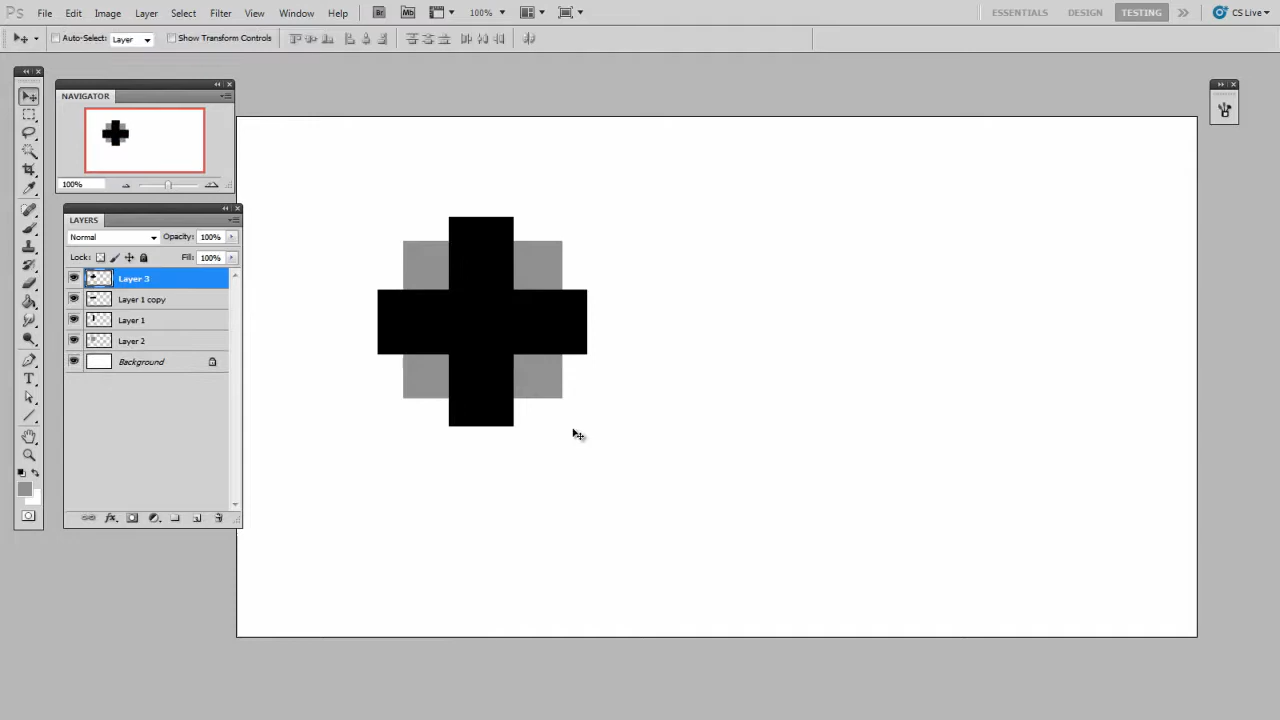 Ps File Edit Image Layer Select Filter Analysis View Window Help Br Mb 100% ESSENTIALS DESIGN TESTING CS Live
Auto-Select: Layer Show Transform Controls
NAVIGATOR
100%
LAYERS
Normal Opacity: 100%
Lock: Fill: 100%
Layer 3
Layer 1 copy
Layer 1
Layer 2
Background
fx